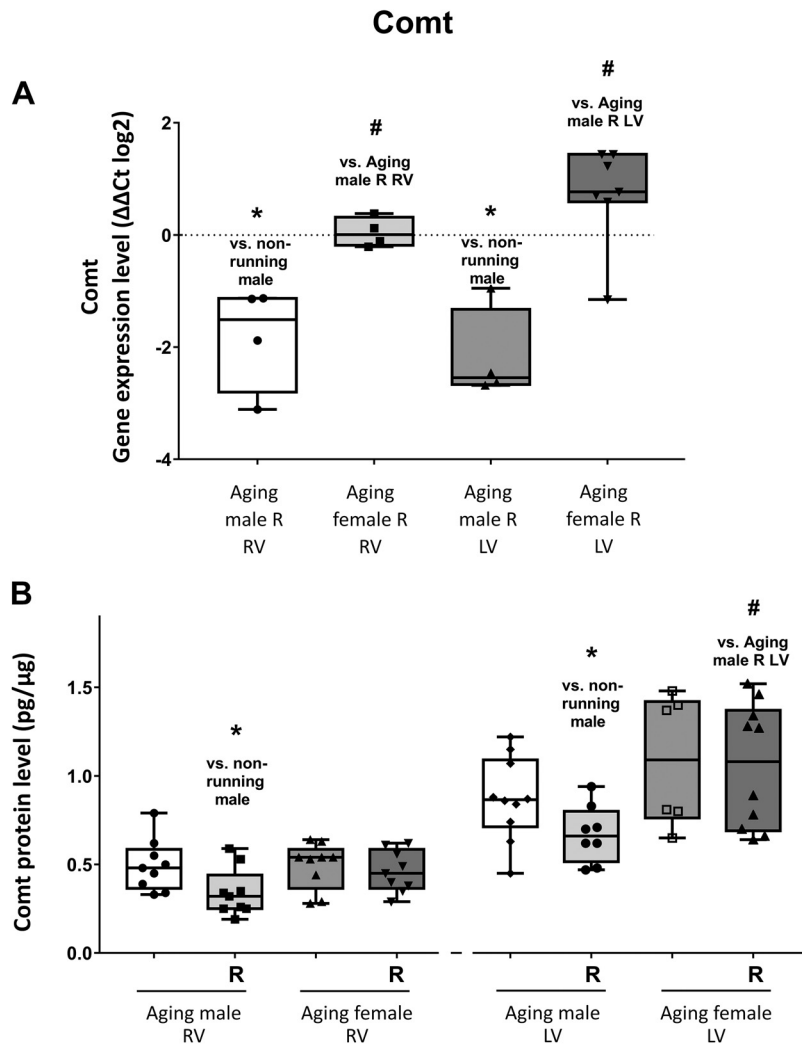 Comt
A
Comt
Gene expression level (ΔΔCt log2)
2
0
-2
-4
*
vs. non-
running
male
#
vs. Aging
male R RV
*
vs. non-
running
male
#
vs. Aging
male R LV
Aging
male R
RV
Aging
female R
RV
Aging
male R
LV
Aging
female R
LV
B
Comt protein level (pg/µg)
1.5
1.0
0.5
0.0
*
vs. non-
running
male
*
vs. non-
running
male
#
vs. Aging
male R LV
R
R
R
R
Aging male
RV
Aging female
RV
Aging male
LV
Aging female
LV